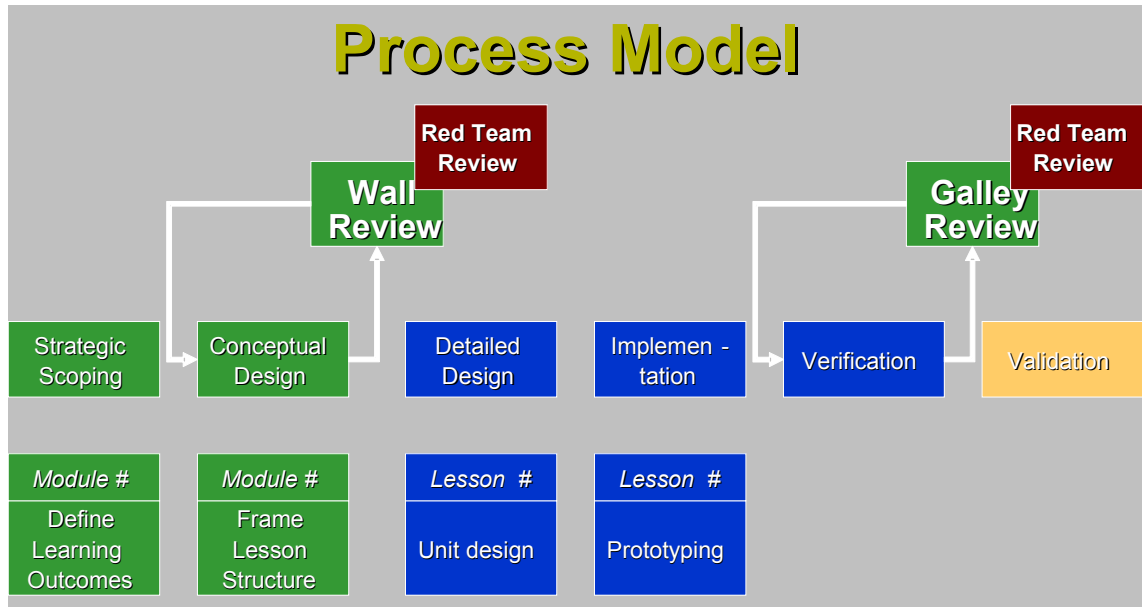 Process Model
Red Team
Review
Red Team
Review
Wall
Review
Galley
Review
Strategic
Scoping
Conceptual
Design
Detailed
Design
Implemen -
tation
Verification
Validation
Module #
Define
Learning
Outcomes
Module #
Frame
Lesson
Structure
Lesson #
Unit design
Lesson #
Prototyping